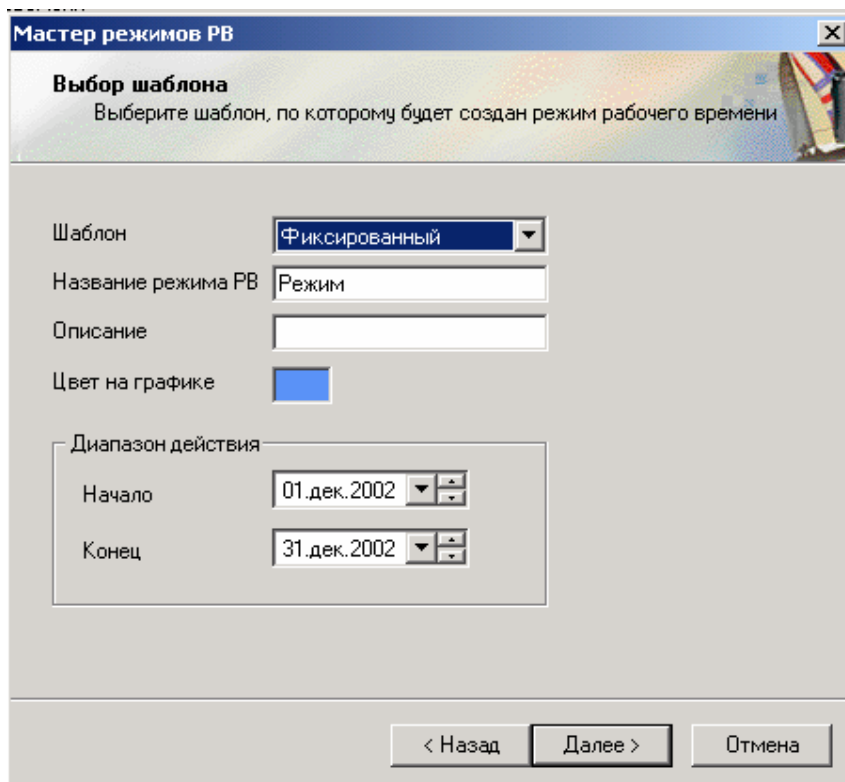 Мастер режимов РВ
Выбор шаблона
Выберите шаблон, по которому будет создан режим рабочего времени
Шаблон Фиксированный
Название режима РВ Режим
Описание
Цвет на графике
Диапазон действия
Начало 01.дек.2002
Конец 31.дек.2002
< Назад Далее > Отмена